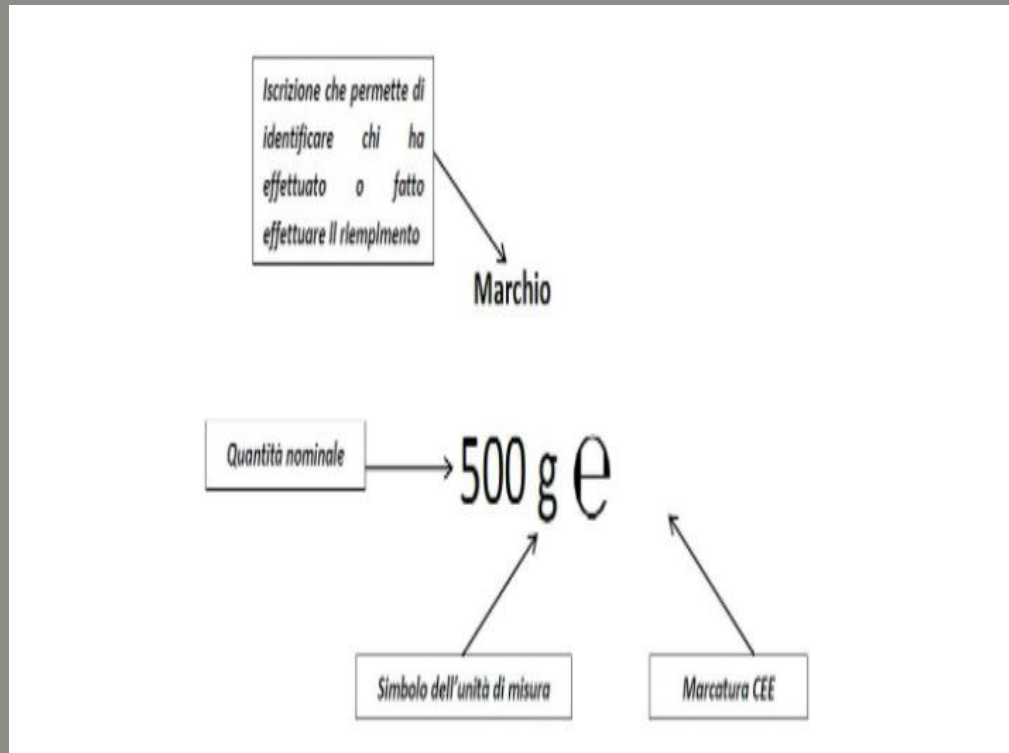 Iscrizione che permette di
identificare chi ha
effettuato o fatto
effettuare il riempimento
Marchio
Quantità nominale
500 g ℮
Simbolo dell'unità di misura
Marcatura CEE